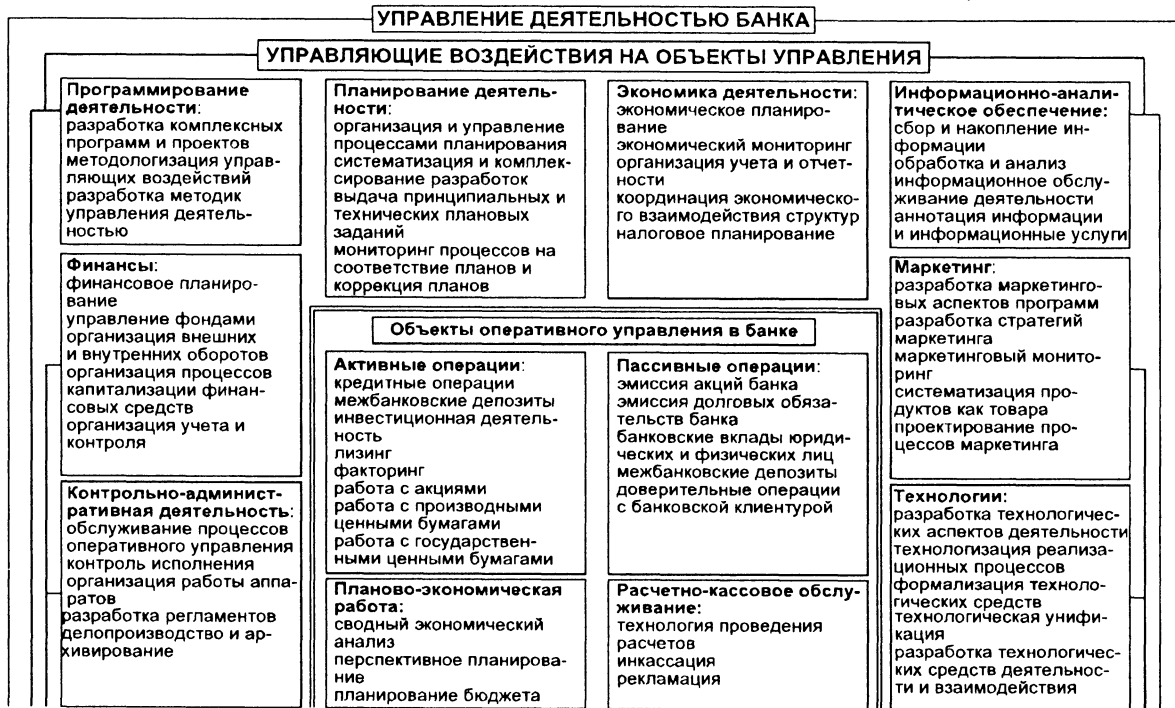 УПРАВЛЕНИЕ ДЕЯТЕЛЬНОСТЬЮ БАНКА
УПРАВЛЯЮЩИЕ ВОЗДЕЙСТВИЯ НА ОБЪЕКТЫ УПРАВЛЕНИЯ
Программирование
деятельности:
разработка комплексных
программ и проектов
методологизация управ-
ляющих воздействий
разработка методик
управления деятель-
ностью
Планирование деятель-
ности:
организация и управление
процессами планирования
систематизация и комплек-
сирование разработок
выдача принципиальных и
технических плановых
заданий
мониторинг процессов на
соответствие планов и
коррекция планов
Экономика деятельности:
экономическое планиро-
вание
экономический мониторинг
организация учета и отчет-
ности
координация экономическо-
го взаимодействия структур
налоговое планирование
Информационно-анали-
тическое обеспечение:
сбор и накопление ин-
формации
обработка и анализ
информационное обслу-
живание деятельности
аннотация информации
и информационные услуги
Финансы:
финансовое планиро-
вание
управление фондами
организация внешних
и внутренних оборотов
организация процессов
капитализации финан-
совых средств
организация учета и
контроля
Маркетинг:
разработка маркетинго-
вых аспектов программ
разработка стратегий
маркетинга
маркетинговый монито-
ринг
систематизация про-
дуктов как товара
проектирование про-
цессов маркетинга
Объекты оперативного управления в банке
Активные операции:
кредитные операции
межбанковские депозиты
инвестиционная деятель-
ность
лизинг
факторинг
работа с акциями
работа с производными
ценными бумагами
работа с государствен-
ными ценными бумагами
Пассивные операции:
эмиссия акций банка
эмиссия долговых обяза-
тельств банка
банковские вклады юриди-
ческих и физических лиц
межбанковские депозиты
доверительные операции
с банковской клиентурой
Контрольно-админист-
ративная деятельность:
обслуживание процессов
оперативного управления
контроль исполнения
организация работы аппа-
ратов
разработка регламентов
делопроизводство и ар-
хивирование
Технологии:
разработка технологичес-
ких аспектов деятельности
технологизация реализа-
ционных процессов
формализация техноло-
гических средств
технологическая унифи-
кация
разработка технологичес-
ких средств деятельнос-
ти и взаимодействия
Планово-экономическая
работа:
сводный экономический
анализ
перспективное планирова-
ние
планирование бюджета
Расчетно-кассовое обслу-
живание:
технология проведения
расчетов
инкассация
рекламация